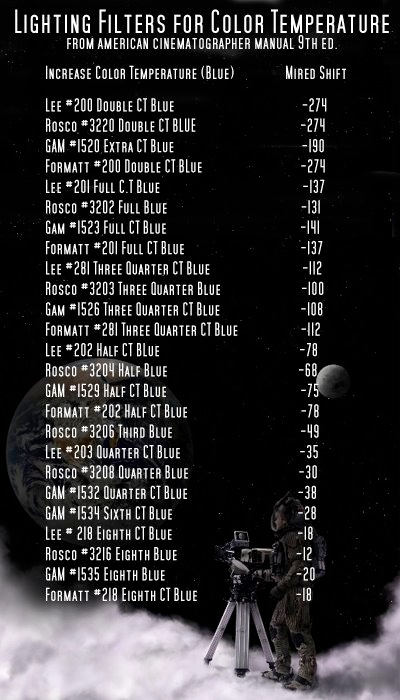 Lighting Filters for Color Temperature
from american cinematographer manual 9th ed.
Increase Color Temperature (Blue) Mired Shift
Lee #200 Double CT Blue -274
Rosco #3220 Double CT BLUE -274
GAM #1520 Extra CT Blue -190
Formatt #200 Double CT Blue -274
Lee #201 Full C.T Blue -137
Rosco #3202 Full Blue -131
Gam #1523 Full CT Blue -141
Formatt #201 Full CT Blue -137
Lee #281 Three Quarter CT Blue -112
Rosco #3203 Three Quarter Blue -100
Gam #1526 Three Quarter CT Blue -108
Formatt #281 Three Quarter CT Blue -112
Lee #202 Half CT Blue -78
Rosco #3204 Half Blue -68
GAM #1529 Half CT Blue -75
Formatt #202 Half CT Blue -78
Rosco #3206 Third Blue -49
Lee #203 Quarter CT Blue -35
Rosco #3208 Quarter Blue -30
GAM #1532 Quarter CT Blue -38
GAM #1534 Sixth CT Blue -28
Lee # 218 Eighth CT Blue -18
Rosco #3216 Eighth Blue -12
GAM #1535 Eighth Blue -20
Formatt #218 Eighth CT Blue -18